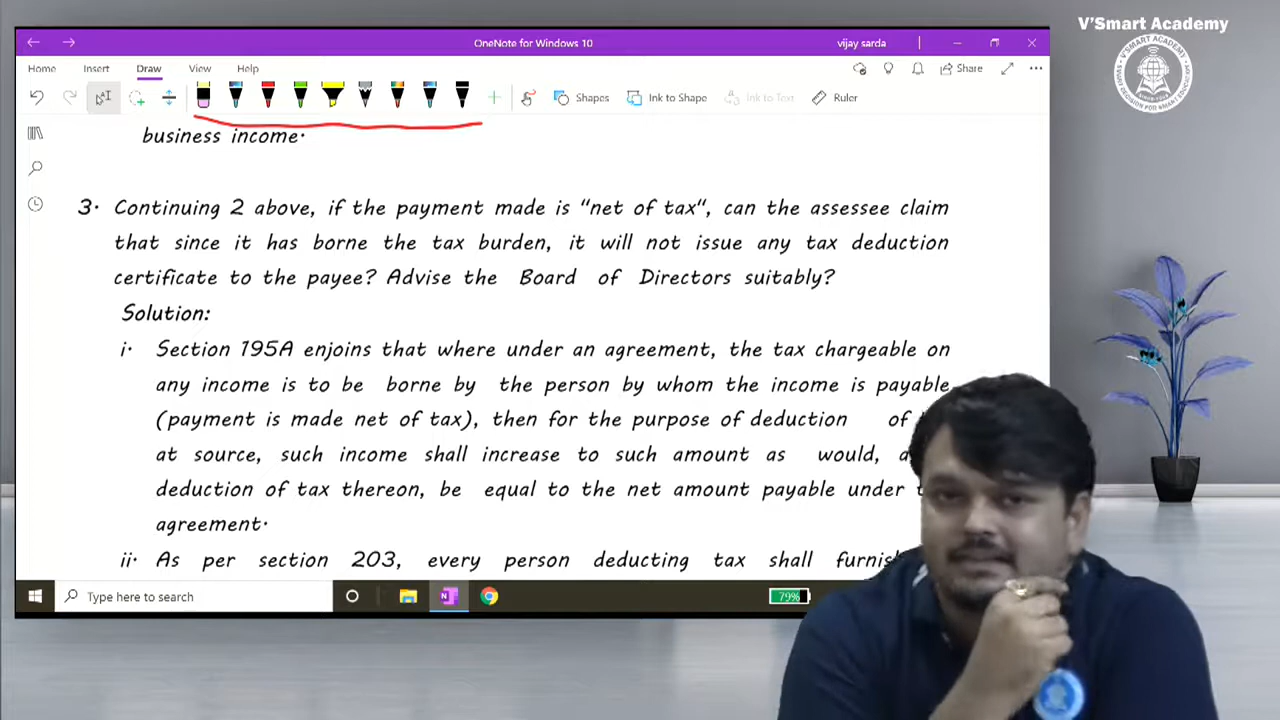 V'Smart Academy
OneNote for Windows 10
vijay sarda
Home Insert Draw View Help
Share
Shapes Ink to Shape Ink to Text Ruler
business income.
3. Continuing 2 above, if the payment made is "net of tax", can the assessee claim
that since it has borne the tax burden, it will not issue any tax deduction
certificate to the payee? Advise the Board of Directors suitably?
Solution:
i. Section 195A enjoins that where under an agreement, the tax chargeable on
any income is to be borne by the person by whom the income is payable
(payment is made net of tax), then for the purpose of deduction of
at source, such income shall increase to such amount as would,
deduction of tax thereon, be equal to the net amount payable under
agreement.
ii. As per section 203, every person deducting tax shall
Type here to search
79%